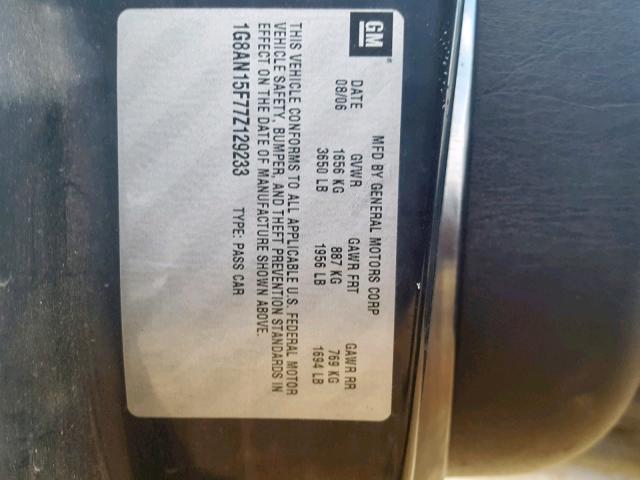 GM
MFD BY GENERAL MOTORS CORP
DATE GVWR GAWR FRT GAWR RR
08/06 1656 KG 887 KG 769 KG
3650 LB 1956 LB 1694 LB
THIS VEHICLE CONFORMS TO ALL APPLICABLE U.S. FEDERAL MOTOR
VEHICLE SAFETY, BUMPER, AND THEFT PREVENTION STANDARDS IN
EFFECT ON THE DATE OF MANUFACTURE SHOWN ABOVE.
1G8AN15F77Z129233 TYPE: PASS CAR